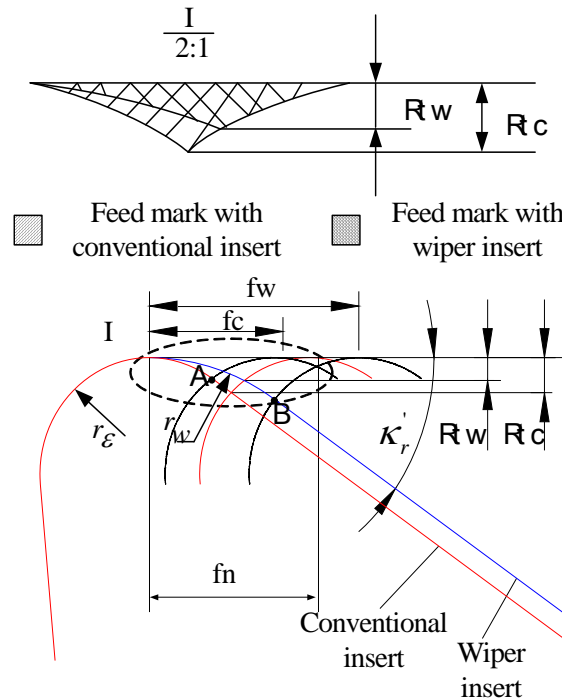 I
2:1
Rtw
Rtc
Feed mark with
conventional insert
Feed mark with
wiper insert
fw
fc
I
A
B
rε
rw
κr'
Rtw
Rtc
fn
Conventional
insert
Wiper
insert